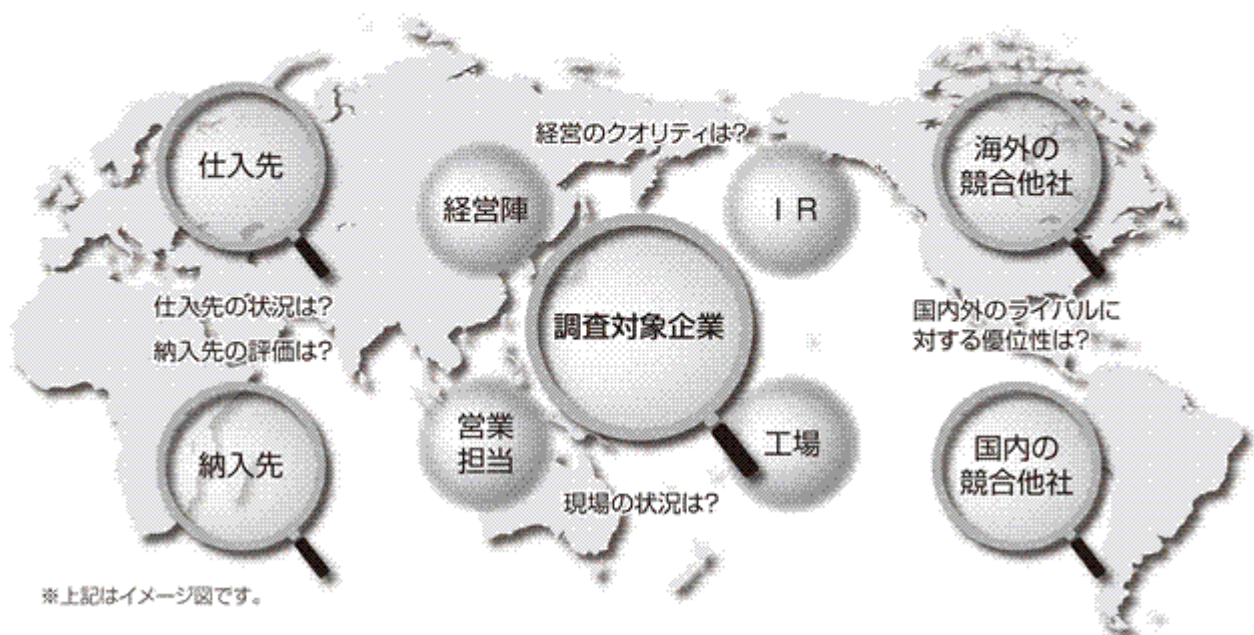 経営のクオリティは?
仕入先
経営陣
ＩＲ
海外の
競合他社
仕入先の状況は?
納入先の評価は?
調査対象企業
国内外のライバルに
対する優位性は?
納入先
営業
担当
工場
国内の
競合他社
現場の状況は?
※上記はイメージ図です。